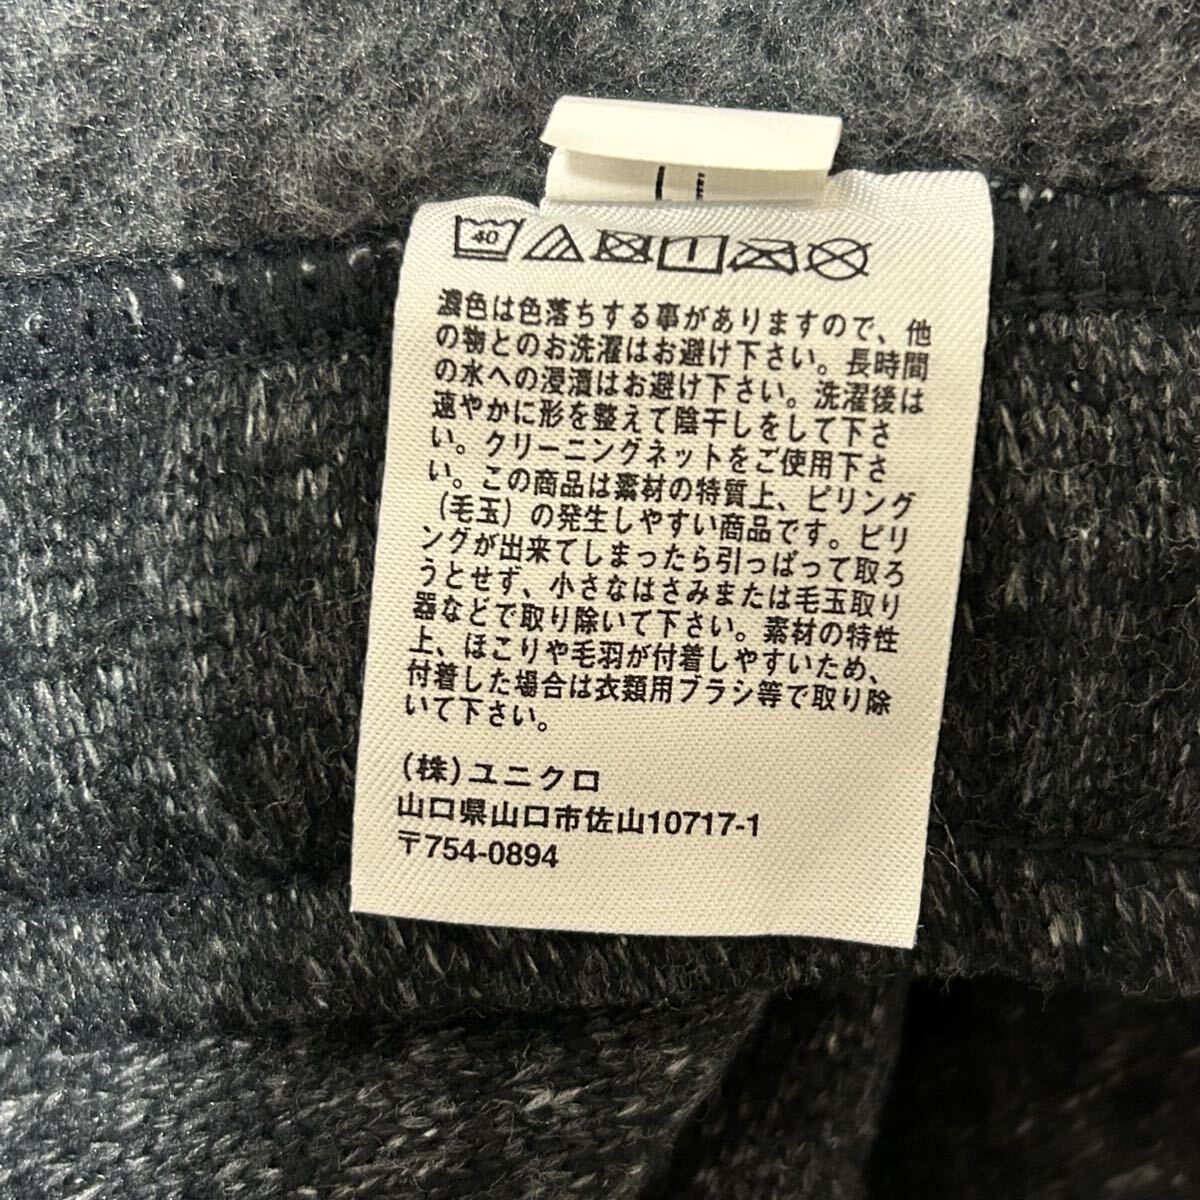 40
濃色は色落ちする事がありますので、他
の物とのお洗濯はお避け下さい。長時間
の水への浸漬はお避け下さい。洗濯後は
速やかに形を整えて陰干しをして下さ
い。クリーニングネットをご使用下さ
い。この商品は素材の特質上、ピリング
（毛玉）の発生しやすい商品です。ピリ
ングが出来てしまったら引っぱって取ろ
うとせず、小さなはさみまたは毛玉取り
器などで取り除いて下さい。素材の特性
上、ほこりや毛羽が付着しやすいため、
付着した場合は衣類用ブラシ等で取り除
いて下さい。
(株)ユニクロ
山口県山口市佐山10717-1
〒754-0894